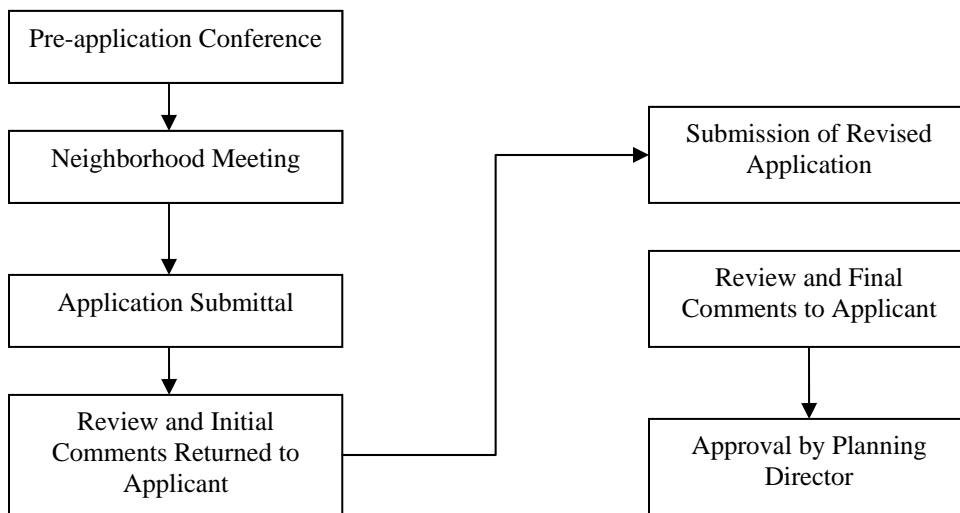 Pre-application Conference
Neighborhood Meeting
Application Submittal
Review and Initial
Comments Returned to
Applicant
Submission of Revised
Application
Review and Final
Comments to Applicant
Approval by Planning
Director